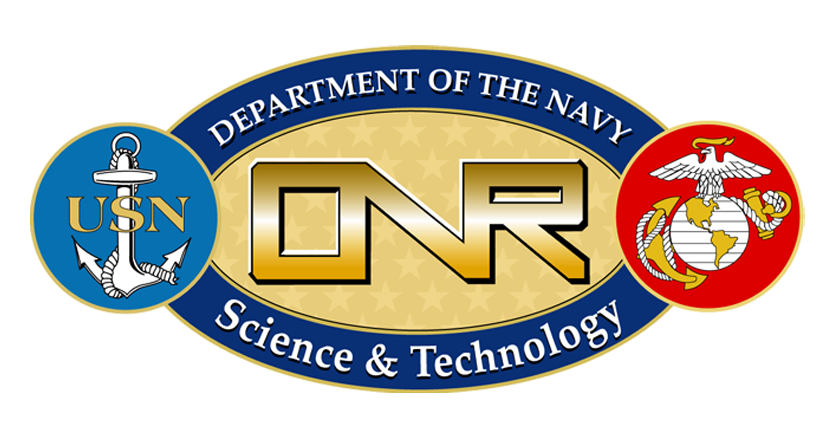 DEPARTMENT OF THE NAVY
USN
ONR
Science & Technology